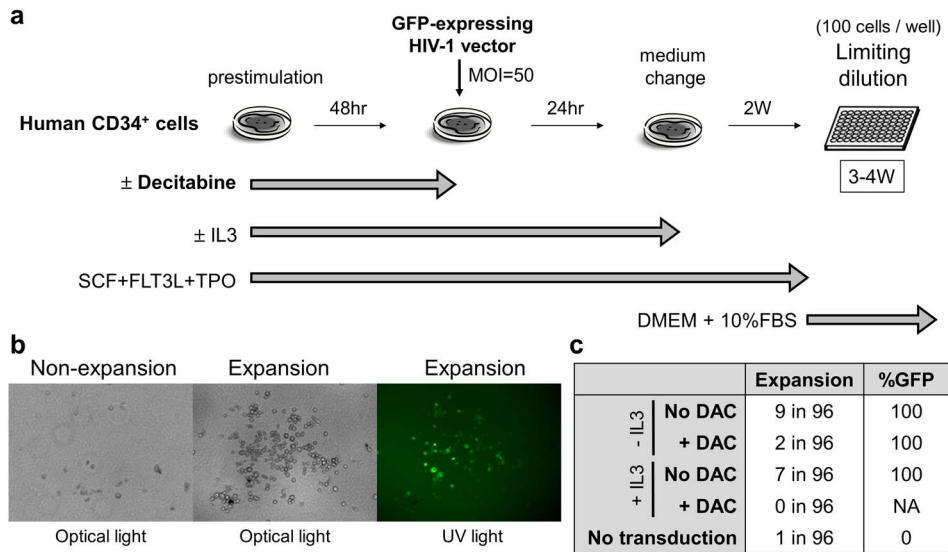 a
GFP-expressing
HIV-1 vector
(100 cells / well)
Limiting
dilution
prestimulation
MOI=50
medium
change
Human CD34+ cells
48hr
24hr
2W
3-4W
± Decitabine
± IL3
SCF+FLT3L+TPO
DMEM + 10%FBS
b
Non-expansion
Expansion
Expansion
Optical light
Optical light
UV light
c
Expansion %GFP
- IL3
No DAC 9 in 96 100
+ DAC 2 in 96 100
+ IL3
No DAC 7 in 96 100
+ DAC 0 in 96 NA
No transduction 1 in 96 0